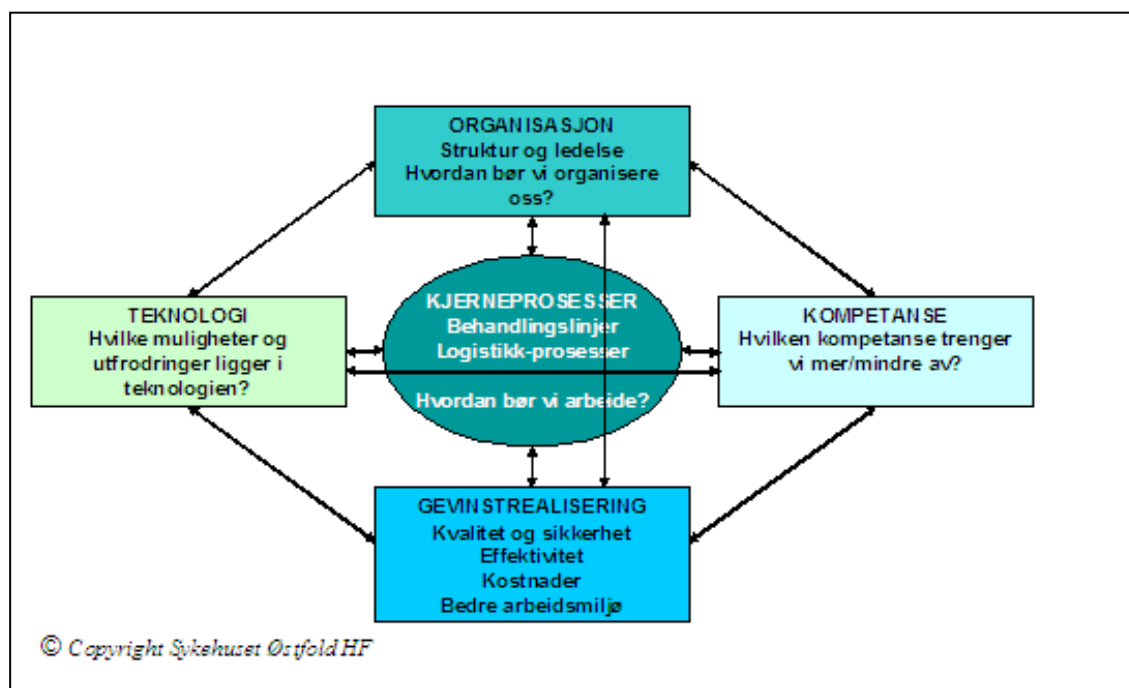 ORGANISASJON
Struktur og ledelse
Hvordan bør vi organisere
oss?
TEKNOLOGI
Hvilke muligheter og
utfrodringer ligger i
teknologien?
KJERNEPROSESSER
Behandlingslinjer
Logistikk-prosesser
Hvordan bør vi arbeide?
KOMPETANSE
Hvilken kompetanse trenger
vi mer/mindre av?
GEVINSTREALISERING
Kvalitet og sikkerhet
Effektivitet
Kostnader
Bedre arbeidsmiljø
© Copyright Sykehuset Østfold HF